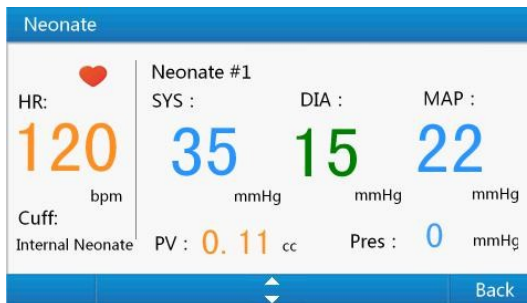 Neonate
Neonate #1
HR:
SYS : DIA : MAP :
120 35 15 22
bpm mmHg mmHg mmHg
Cuff:
Internal Neonate PV : 0.11 cc Pres : 0 mmHg
Back